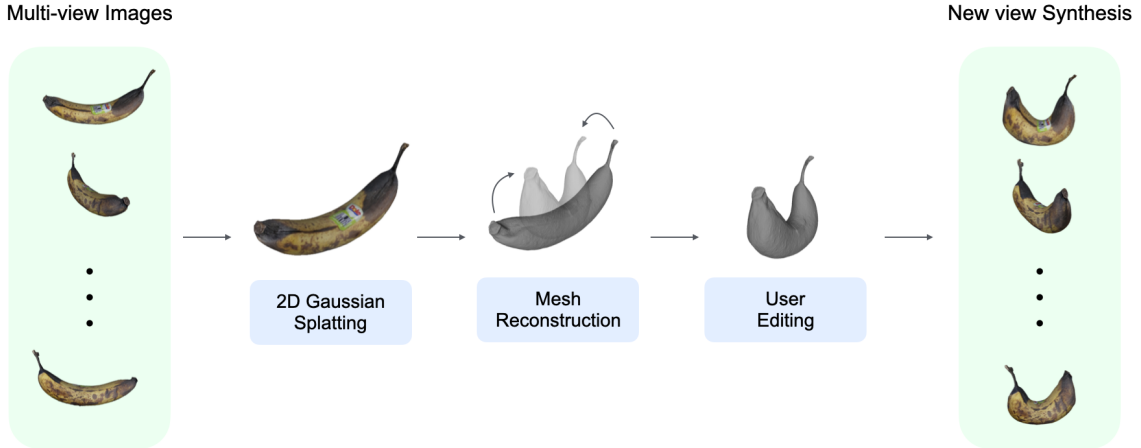 Multi-view Images
New view Synthesis
2D Gaussian
Splatting
Mesh
Reconstruction
User
Editing